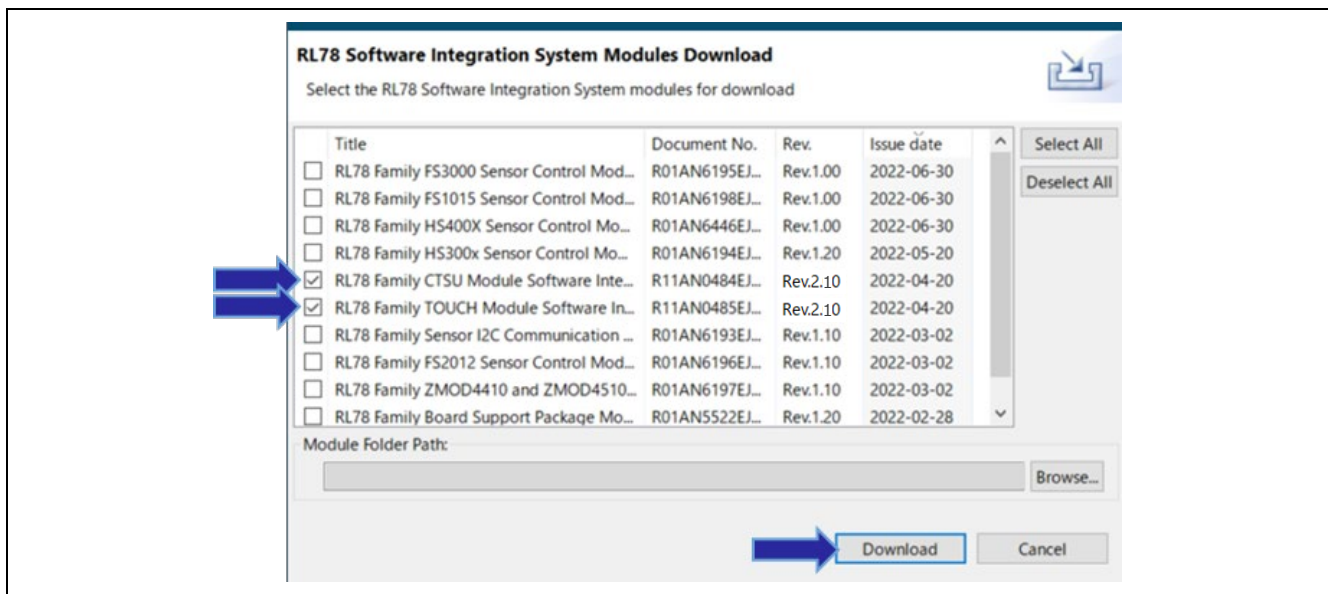 RL78 Software Integration System Modules Download
Select the RL78 Software Integration System modules for download
Title Document No. Rev. Issue date
Select All
RL78 Family FS3000 Sensor Control Mod... R01AN6195EJ... Rev.1.00 2022-06-30
Deselect All
RL78 Family FS1015 Sensor Control Mod... R01AN6198EJ... Rev.1.00 2022-06-30
RL78 Family HS400X Sensor Control Mo... R01AN6446EJ... Rev.1.00 2022-06-30
RL78 Family HS300x Sensor Control Mo... R01AN6194EJ... Rev.1.20 2022-05-20
RL78 Family CTSU Module Software Inte... R11AN0484EJ... Rev.2.10 2022-04-20
RL78 Family TOUCH Module Software In... R11AN0485EJ... Rev.2.10 2022-04-20
RL78 Family Sensor I2C Communication ... R01AN6193EJ... Rev.1.10 2022-03-02
RL78 Family FS2012 Sensor Control Mod... R01AN6196EJ... Rev.1.10 2022-03-02
RL78 Family ZMOD4410 and ZMOD4510... R01AN6197EJ... Rev.1.10 2022-03-02
RL78 Family Board Support Package Mo... R01AN5522EJ... Rev.1.20 2022-02-28
Module Folder Path:
Browse...
Download Cancel